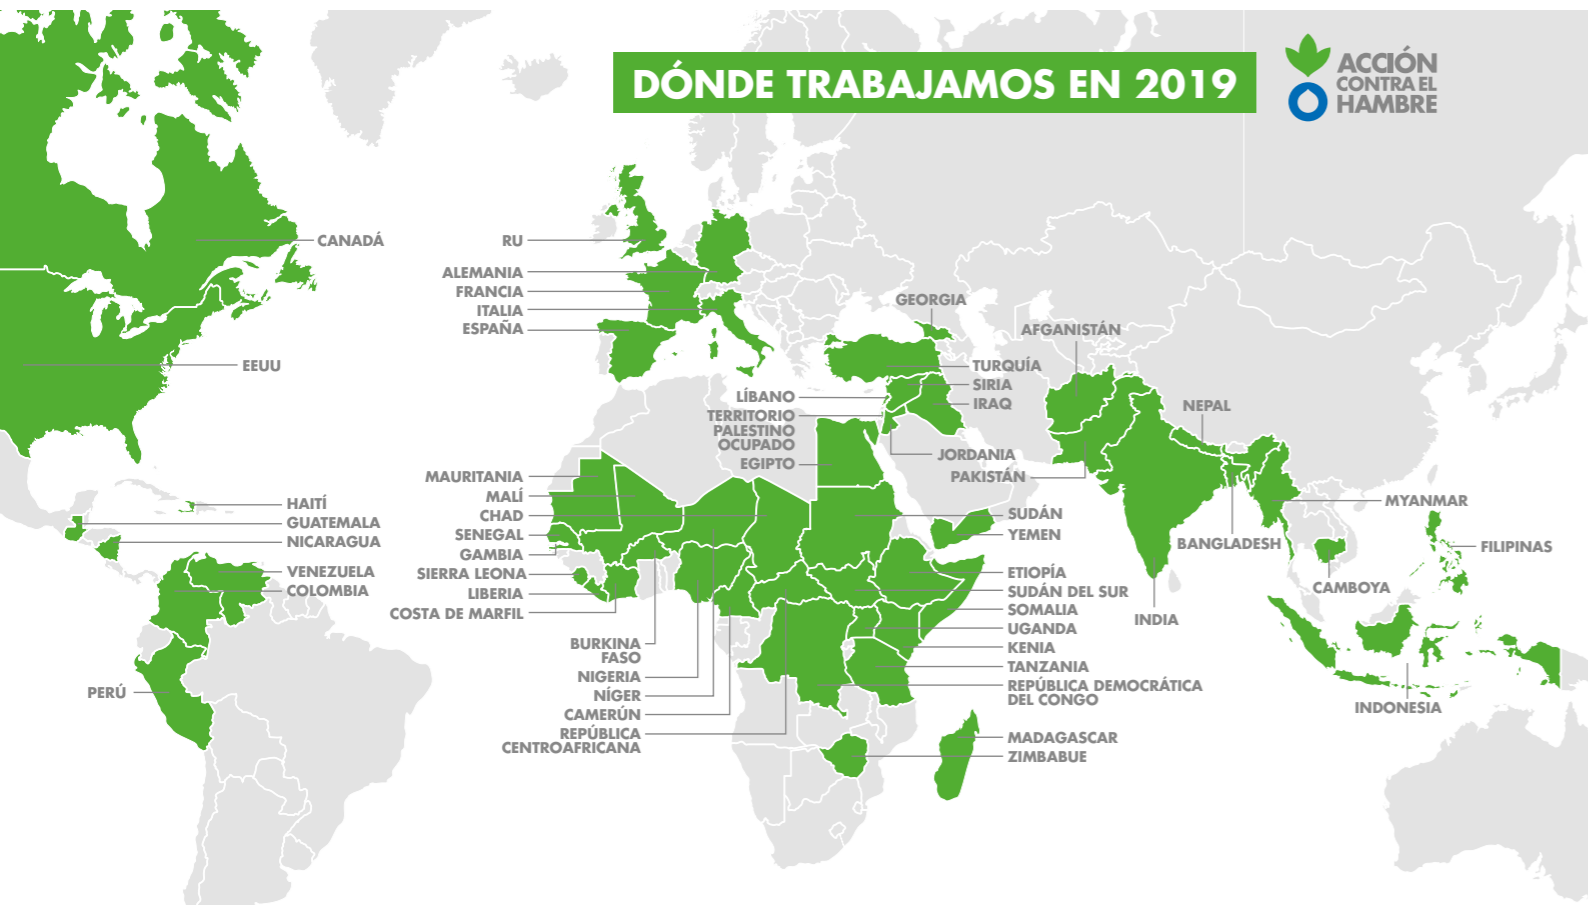 DÓNDE TRABAJAMOS EN 2019
ACCIÓN
CONTRA EL
HAMBRE
CANADÁ
EEUU
HAITÍ
GUATEMALA
NICARAGUA
VENEZUELA
COLOMBIA
PERÚ
RU
ALEMANIA
FRANCIA
ITALIA
ESPAÑA
GEORGIA
AFGANISTÁN
TURQUÍA
SIRIA
IRAQ
LÍBANO
TERRITORIO
PALESTINO
OCUPADO
EGIPTO
JORDANIA
PAKISTÁN
NEPAL
MAURITANIA
MALÍ
CHAD
SENEGAL
GAMBIA
SIERRA LEONA
LIBERIA
COSTA DE MARFIL
BURKINA
FASO
NIGERIA
NÍGER
CAMERÚN
REPÚBLICA
CENTROAFRICANA
SUDÁN
YEMEN
ETIOPÍA
SUDÁN DEL SUR
SOMALIA
UGANDA
KENIA
TANZANIA
REPÚBLICA DEMOCRÁTICA
DEL CONGO
MADAGASCAR
ZIMBABUE
MYANMAR
BANGLADESH
FILIPINAS
CAMBOYA
INDIA
INDONESIA